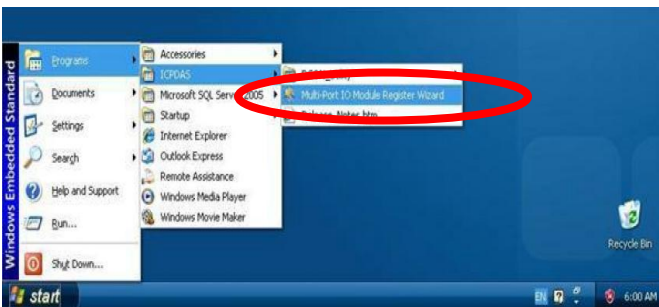 Windows Embedded Standard
Programs
Documents
Settings
Search
Help and Support
Run...
Shut Down...
Accessories
ICPDAS
Microsoft SQL Server 2005
Startup
Internet Explorer
Outlook Express
Remote Assistance
Windows Media Player
Windows Movie Maker
Multi-Port IO Module Register Wizard
Release_Notes.htm
Recycle Bin
start
EN
6:00 AM